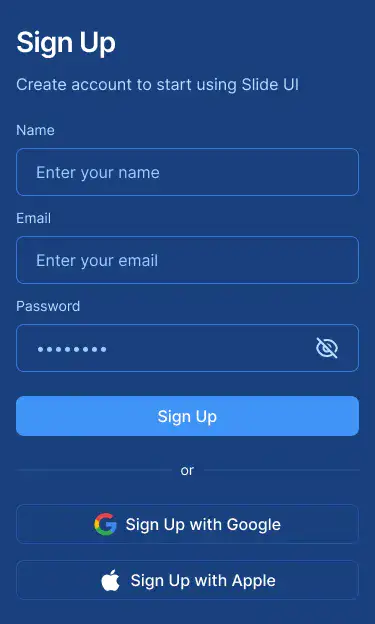 Sign Up
Create account to start using Slide UI
Name
Enter your name
Email
Enter your email
Password
••••••••
Sign Up
or
Sign Up with Google
Sign Up with Apple